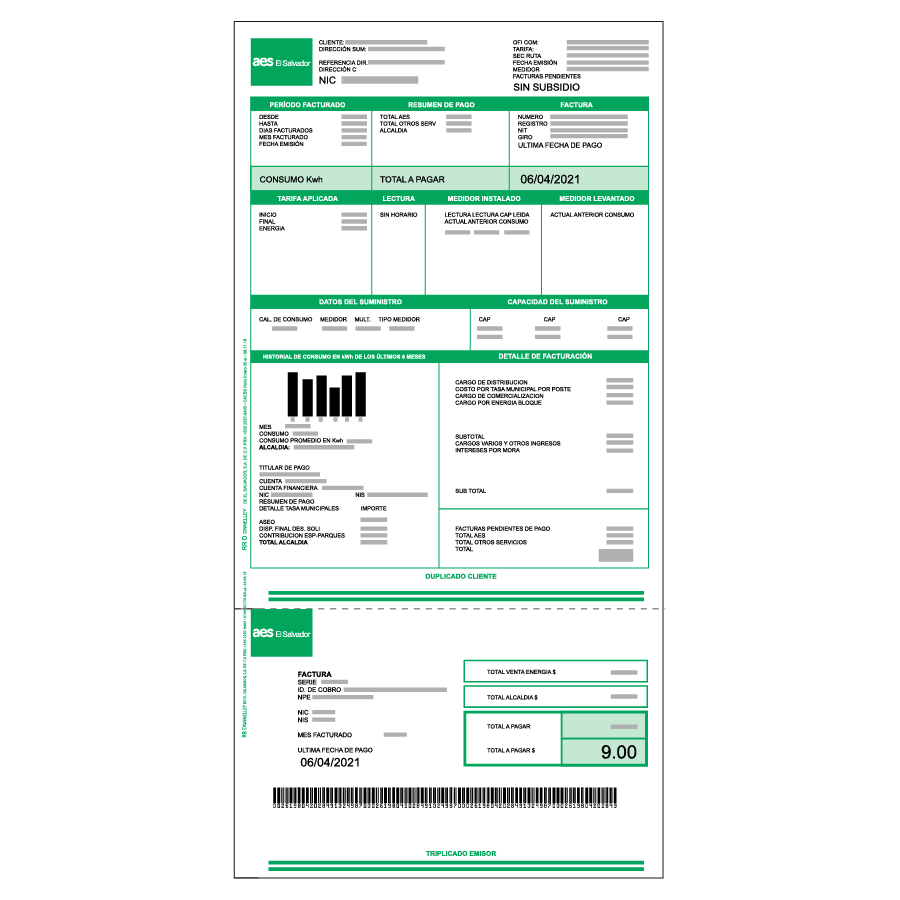 aes El Salvador
CLIENTE:
DIRECCIÓN SUM:
REFERENCIA DIR.
DIRECCIÓN C
NIC
OFI COM:
TARIFA:
SEC RUTA
FECHA EMISIÓN
MEDIDOR
FACTURAS PENDIENTES
SIN SUBSIDIO
PERÍODO FACTURADO
DESDE
HASTA
DIAS FACTURADOS
MES FACTURADO
FECHA EMISIÓN
RESUMEN DE PAGO
TOTAL AES
TOTAL OTROS SERV
ALCALDIA
FACTURA
NUMERO
REGISTRO
NIT
GIRO
ULTIMA FECHA DE PAGO
CONSUMO Kwh
TOTAL A PAGAR
06/04/2021
TARIFA APLICADA
INICIO
FINAL
ENERGIA
LECTURA
SIN HORARIO
MEDIDOR INSTALADO
LECTURA LECTURA CAP LEIDA
ACTUAL ANTERIOR CONSUMO
MEDIDOR LEVANTADO
ACTUAL ANTERIOR CONSUMO
DATOS DEL SUMINISTRO
CAL. DE CONSUMO MEDIDOR MULT. TIPO MEDIDOR
CAPACIDAD DEL SUMINISTRO
CAP CAP CAP
HISTORIAL DE CONSUMO EN kWh DE LOS ÚLTIMOS 6 MESES
MES
CONSUMO
CONSUMO PROMEDIO EN Kwh
ALCALDIA:
TITULAR DE PAGO
CUENTA
CUENTA FINANCIERA
NIC NIS
RESUMEN DE PAGO
DETALLE TASA MUNICIPALES IMPORTE
ASEO
DISP. FINAL DES. SOLI
CONTRIBUCION ESP-PARQUES
TOTAL ALCALDIA
DETALLE DE FACTURACIÓN
CARGO DE DISTRIBUCION
COSTO POR TASA MUNICIPAL POR POSTE
CARGO DE COMERCIALIZACION
CARGO POR ENERGIA BLOQUE
SUBTOTAL
CARGOS VARIOS Y OTROS INGRESOS
INTERESES POR MORA
SUB TOTAL
FACTURAS PENDIENTES DE PAGO
TOTAL AES
TOTAL OTROS SERVICIOS
TOTAL
DUPLICADO CLIENTE
aes El Salvador
FACTURA
SERIE
ID. DE COBRO
NPE
NIC
NIS
MES FACTURADO
ULTIMA FECHA DE PAGO
06/04/2021
TOTAL VENTA ENERGIA $
TOTAL ALCALDIA $
TOTAL A PAGAR
TOTAL A PAGAR $
9.00
TRIPLICADO EMISOR